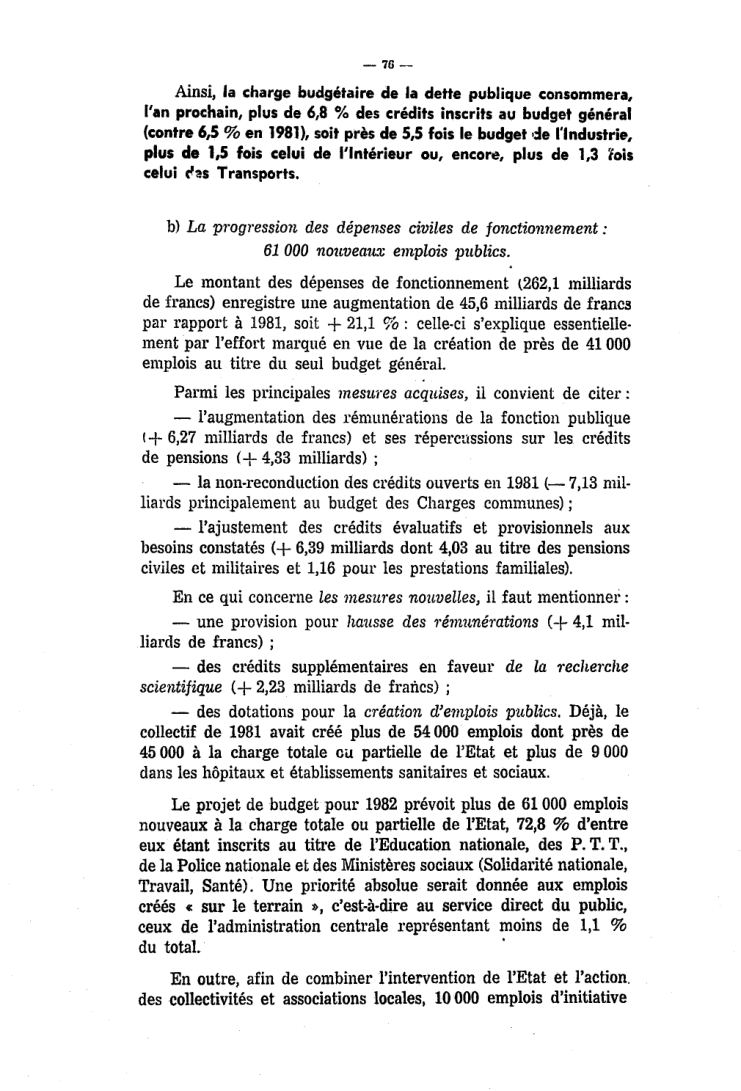 — 76 —
Ainsi, la charge budgétaire de la dette publique consommera,
l'an prochain, plus de 6,8 % des crédits inscrits au budget général
(contre 6,5 % en 1981), soit près de 5,5 fois le budget de l'Industrie,
plus de 1,5 fois celui de l'Intérieur ou, encore, plus de 1,3 fois
celui des Transports.
b) La progression des dépenses civiles de fonctionnement :
61 000 nouveaux emplois publics.
Le montant des dépenses de fonctionnement (262,1 milliards
de francs) enregistre une augmentation de 45,6 milliards de francs
par rapport à 1981, soit + 21,1 % : celle-ci s'explique essentielle-
ment par l'effort marqué en vue de la création de près de 41 000
emplois au titre du seul budget général.
Parmi les principales mesures acquises, il convient de citer :
— l'augmentation des rémunérations de la fonction publique
(+ 6,27 milliards de francs) et ses répercussions sur les crédits
de pensions (+ 4,33 milliards) ;
— la non-reconduction des crédits ouverts en 1981 (— 7,13 mil-
liards principalement au budget des Charges communes) ;
— l'ajustement des crédits évaluatifs et provisionnels aux
besoins constatés (+ 6,39 milliards dont 4,03 au titre des pensions
civiles et militaires et 1,16 pour les prestations familiales).
En ce qui concerne les mesures nouvelles, il faut mentionner :
— une provision pour hausse des rémunérations (+ 4,1 mil-
liards de francs) ;
— des crédits supplémentaires en faveur de la recherche
scientifique (+ 2,23 milliards de francs) ;
— des dotations pour la création d'emplois publics. Déjà, le
collectif de 1981 avait créé plus de 54 000 emplois dont près de
45 000 à la charge totale ou partielle de l'Etat et plus de 9 000
dans les hôpitaux et établissements sanitaires et sociaux.
Le projet de budget pour 1982 prévoit plus de 61 000 emplois
nouveaux à la charge totale ou partielle de l'Etat, 72,8 % d'entre
eux étant inscrits au titre de l'Education nationale, des P. T. T.,
de la Police nationale et des Ministères sociaux (Solidarité nationale,
Travail, Santé). Une priorité absolue serait donnée aux emplois
créés « sur le terrain », c'est-à-dire au service direct du public,
ceux de l'administration centrale représentant moins de 1,1 %
du total.
En outre, afin de combiner l'intervention de l'Etat et l'action
des collectivités et associations locales, 10 000 emplois d'initiative